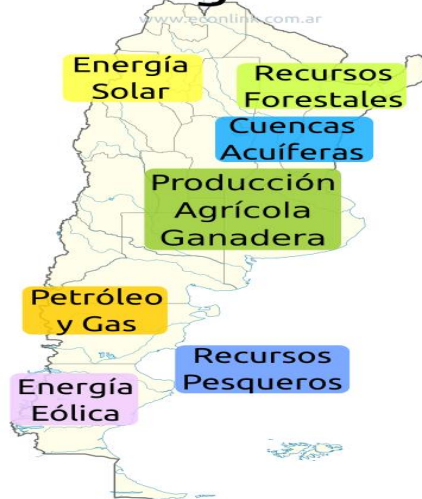 www.econlink.com.ar
Energía
Solar
Recursos
Forestales
Cuencas
Acuíferas
Producción
Agrícola
Ganadera
Petróleo
y Gas
Recursos
Pesqueros
Energía
Eólica